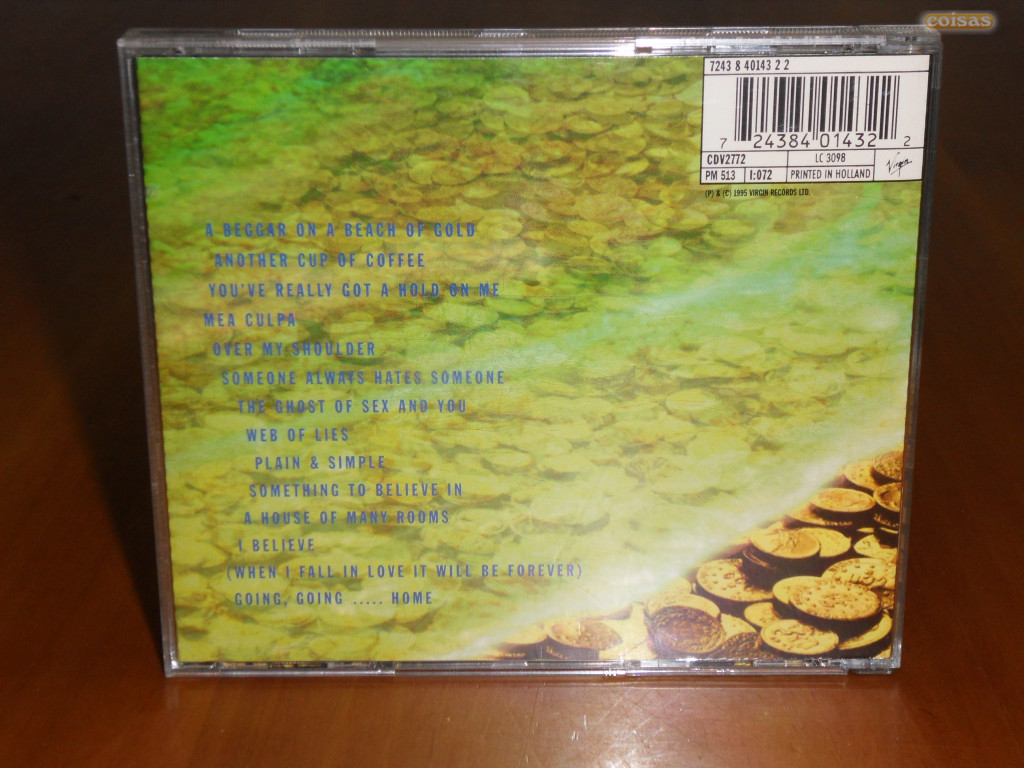 coisas
7243 8 40143 2 2
7 24384 01432 2
CDV2772
LC 3098
PM 513
1:072
PRINTED IN HOLLAND
Virgin
(P) & (C) 1995 VIRGIN RECORDS LTD.
A BEGGAR ON A BEACH OF GOLD
ANOTHER CUP OF COFFEE
YOU'VE REALLY GOT A HOLD ON ME
MEA CULPA
OVER MY SHOULDER
SOMEONE ALWAYS HATES SOMEONE
THE GHOST OF SEX AND YOU
WEB OF LIES
PLAIN & SIMPLE
SOMETHING TO BELIEVE IN
A HOUSE OF MANY ROOMS
I BELIEVE
(WHEN I FALL IN LOVE IT WILL BE FOREVER)
GOING, GOING ..... HOME